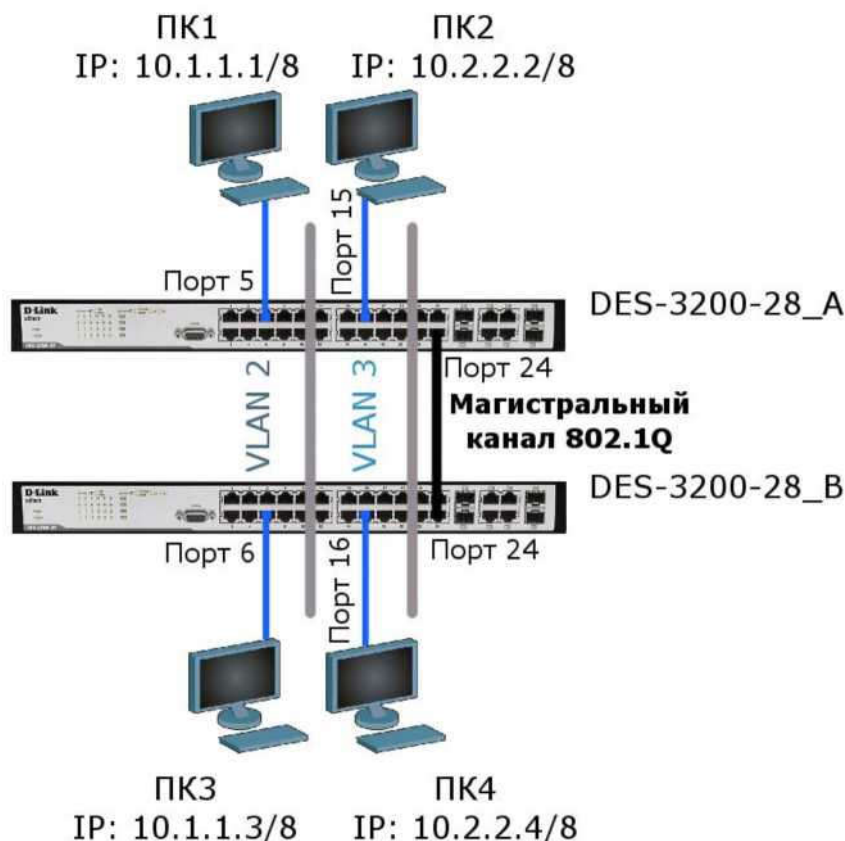 ПК1
IP: 10.1.1.1/8
ПК2
IP: 10.2.2.2/8
Порт 5
Порт 15
D-Link
DES-3200-28_A
VLAN 2
VLAN 3
Порт 24
Магистральный
канал 802.1Q
D-Link
DES-3200-28_B
Порт 6
Порт 16
Порт 24
ПК3
IP: 10.1.1.3/8
ПК4
IP: 10.2.2.4/8